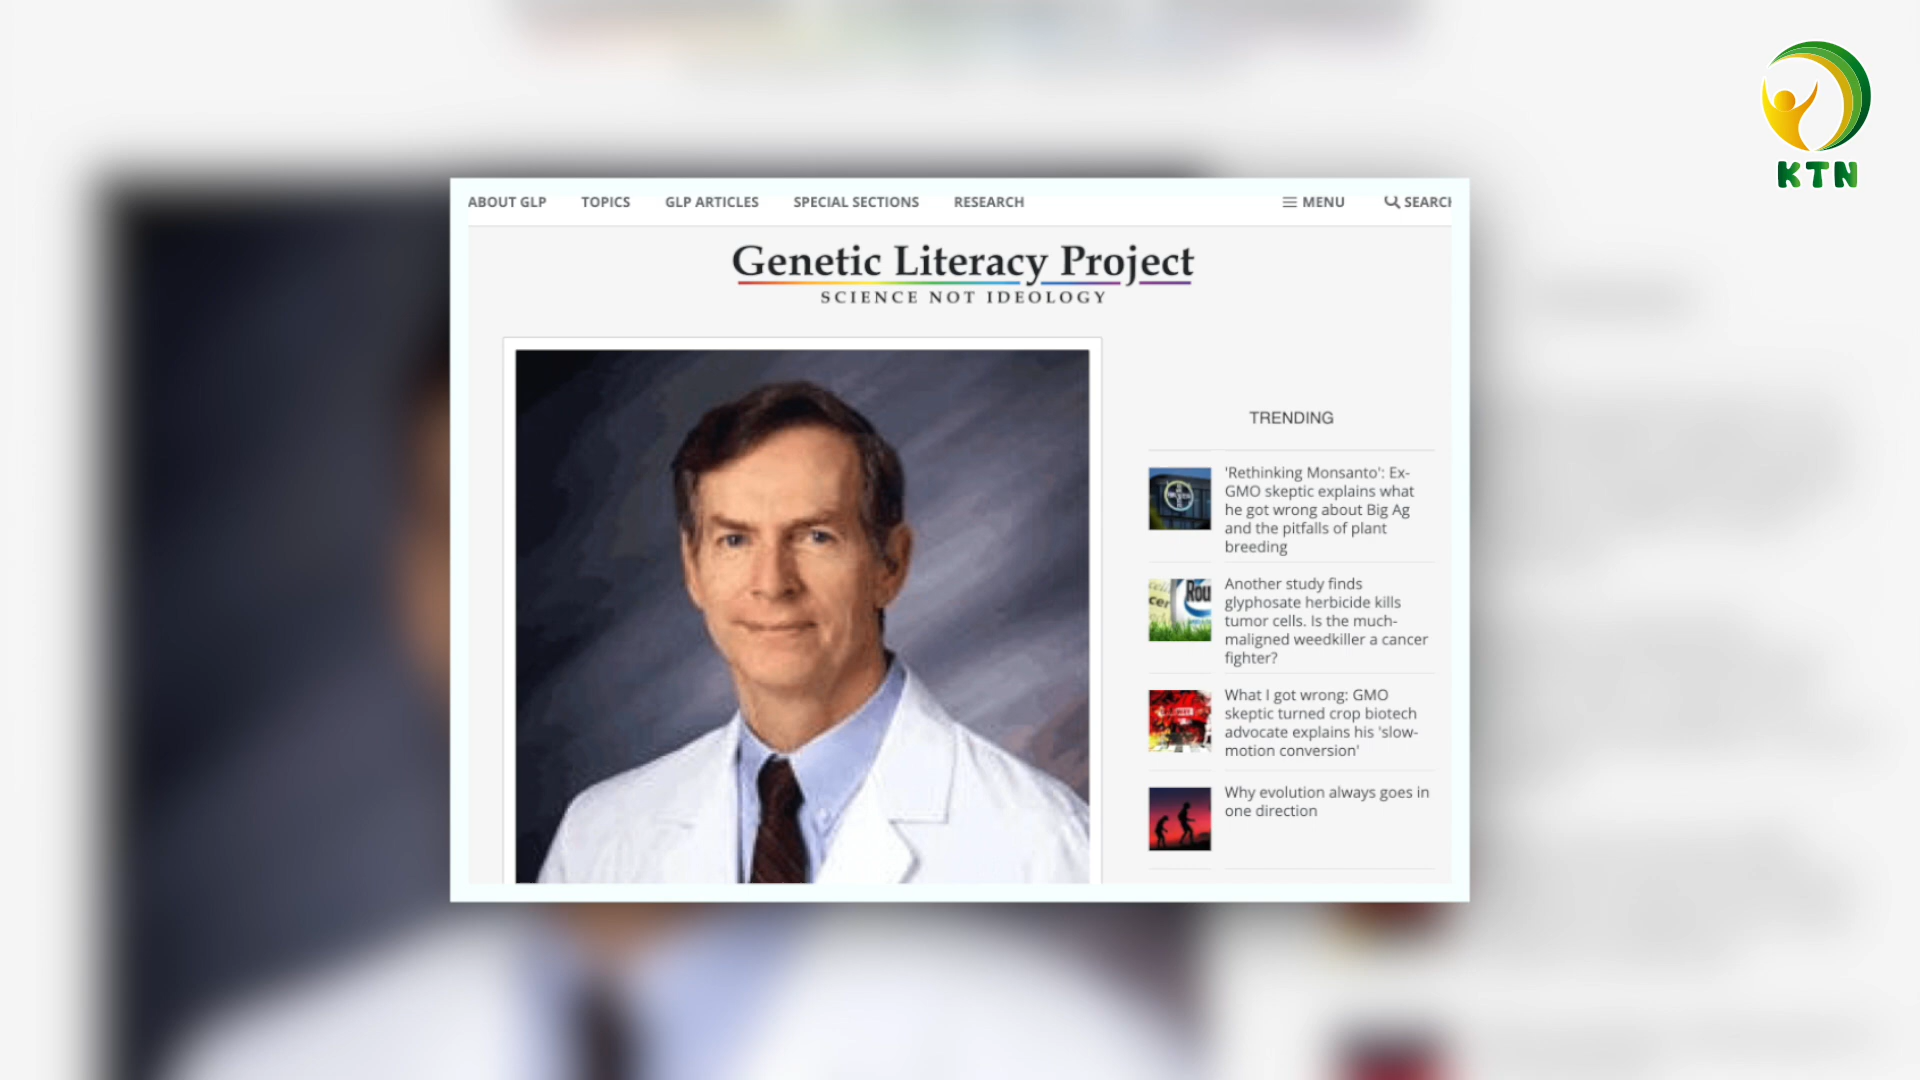 KTN
ABOUT GLP TOPICS GLP ARTICLES SPECIAL SECTIONS RESEARCH MENU SEARCH
Genetic Literacy Project
SCIENCE NOT IDEOLOGY
TRENDING
'Rethinking Monsanto': Ex-
GMO skeptic explains what
he got wrong about Big Ag
and the pitfalls of plant
breeding
Another study finds
glyphosate herbicide kills
tumor cells. Is the much-
maligned weedkiller a cancer
fighter?
Rou
What I got wrong: GMO
skeptic turned crop biotech
advocate explains his 'slow-
motion conversion'
Why evolution always goes in
one direction